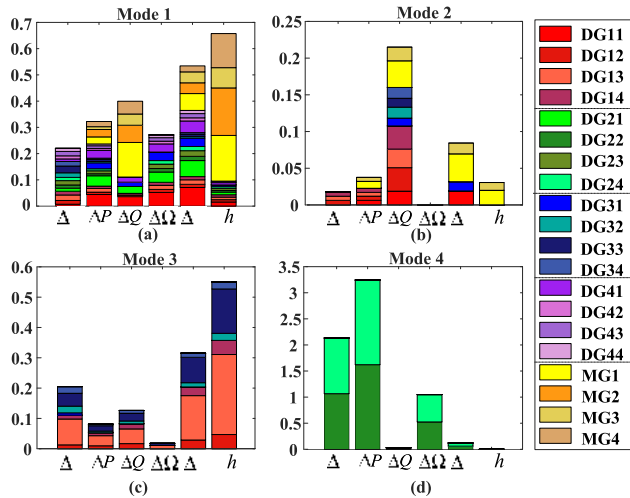 Mode 1
0.7
0.6
0.5
0.4
0.3
0.2
0.1
0
Δ ΔP ΔQ ΔΩ Δ h
(a)
Mode 2
0.25
0.2
0.15
0.1
0.05
0
Δ ΔP ΔQ ΔΩ Δ h
(b)
Mode 3
0.6
0.5
0.4
0.3
0.2
0.1
0
Δ ΔP ΔQ ΔΩ Δ h
(c)
Mode 4
3.5
3
2.5
2
1.5
1
0.5
0
Δ ΔP ΔQ ΔΩ Δ h
(d)
DG11
DG12
DG13
DG14
DG21
DG22
DG23
DG24
DG31
DG32
DG33
DG34
DG41
DG42
DG43
DG44
MG1
MG2
MG3
MG4